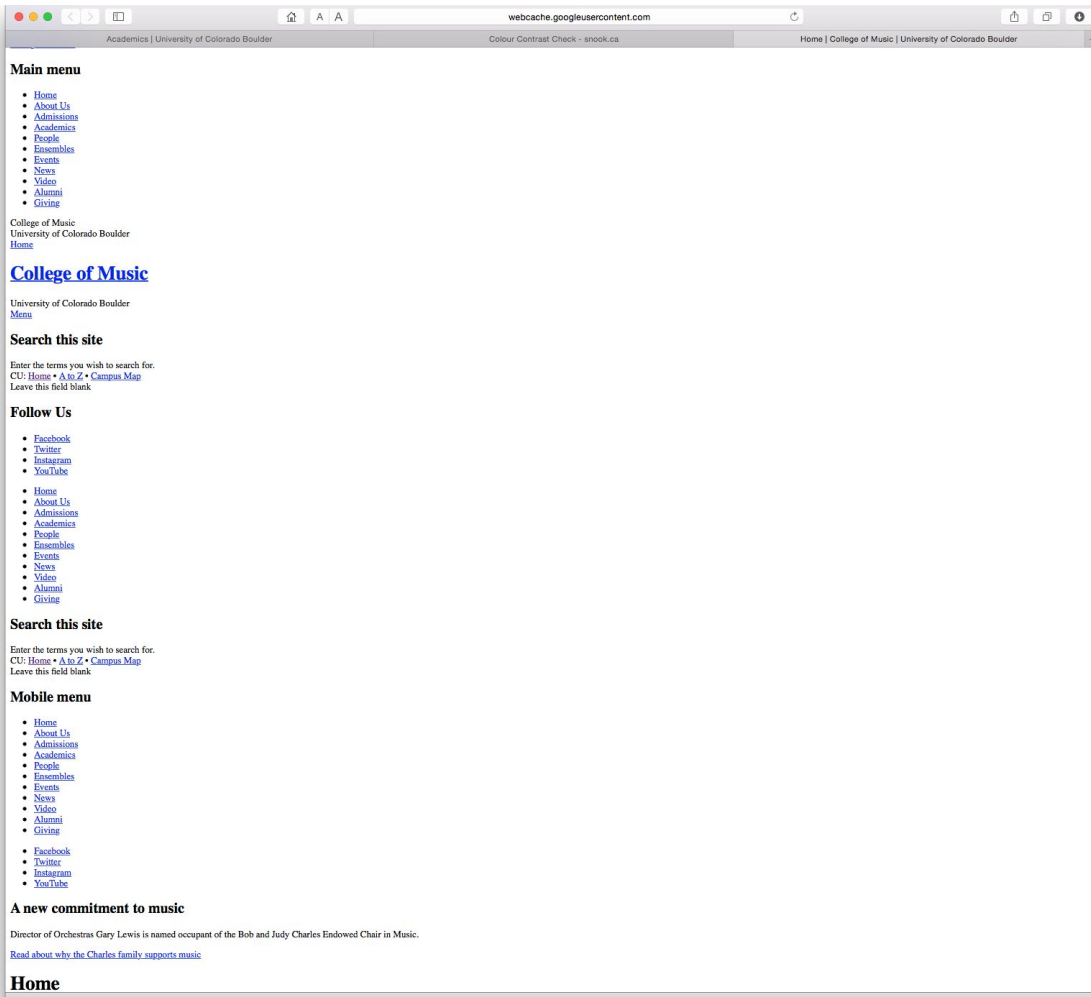 A A
webcache.googleusercontent.com
Academics | University of Colorado Boulder
Colour Contrast Check - snook.ca
Home | College of Music | University of Colorado Boulder
Main menu
• Home
• About Us
• Admissions
• Academics
• People
• Ensembles
• Events
• News
• Video
• Alumni
• Giving
College of Music
University of Colorado Boulder
Home
College of Music
University of Colorado Boulder
Menu
Search this site
Enter the terms you wish to search for.
CU: Home • A to Z • Campus Map
Leave this field blank
Follow Us
• Facebook
• Twitter
• Instagram
• YouTube
• Home
• About Us
• Admissions
• Academics
• People
• Ensembles
• Events
• News
• Video
• Alumni
• Giving
Search this site
Enter the terms you wish to search for.
CU: Home • A to Z • Campus Map
Leave this field blank
Mobile menu
• Home
• About Us
• Admissions
• Academics
• People
• Ensembles
• Events
• News
• Video
• Alumni
• Giving
• Facebook
• Twitter
• Instagram
• YouTube
A new commitment to music
Director of Orchestras Gary Lewis is named occupant of the Bob and Judy Charles Endowed Chair in Music.
Read about why the Charles family supports music
Home